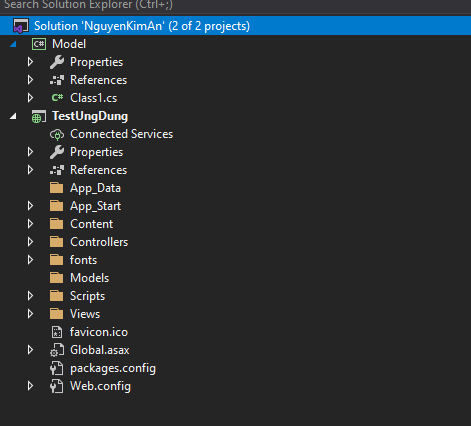 Search Solution Explorer (Ctrl+;)
Solution 'NguyenKimAn' (2 of 2 projects)
C# Model
Properties
References
C# Class1.cs
TestUngDung
Connected Services
Properties
References
App_Data
App_Start
Content
Controllers
fonts
Models
Scripts
Views
favicon.ico
Global.asax
packages.config
Web.config